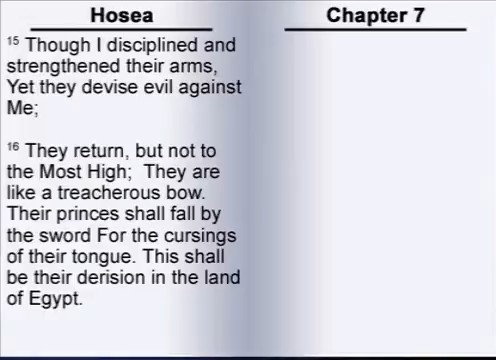 Hosea
Chapter 7
15 Though I disciplined and
strengthened their arms,
Yet they devise evil against
Me;
16 They return, but not to
the Most High; They are
like a treacherous bow.
Their princes shall fall by
the sword For the cursings
of their tongue. This shall
be their derision in the land
of Egypt.